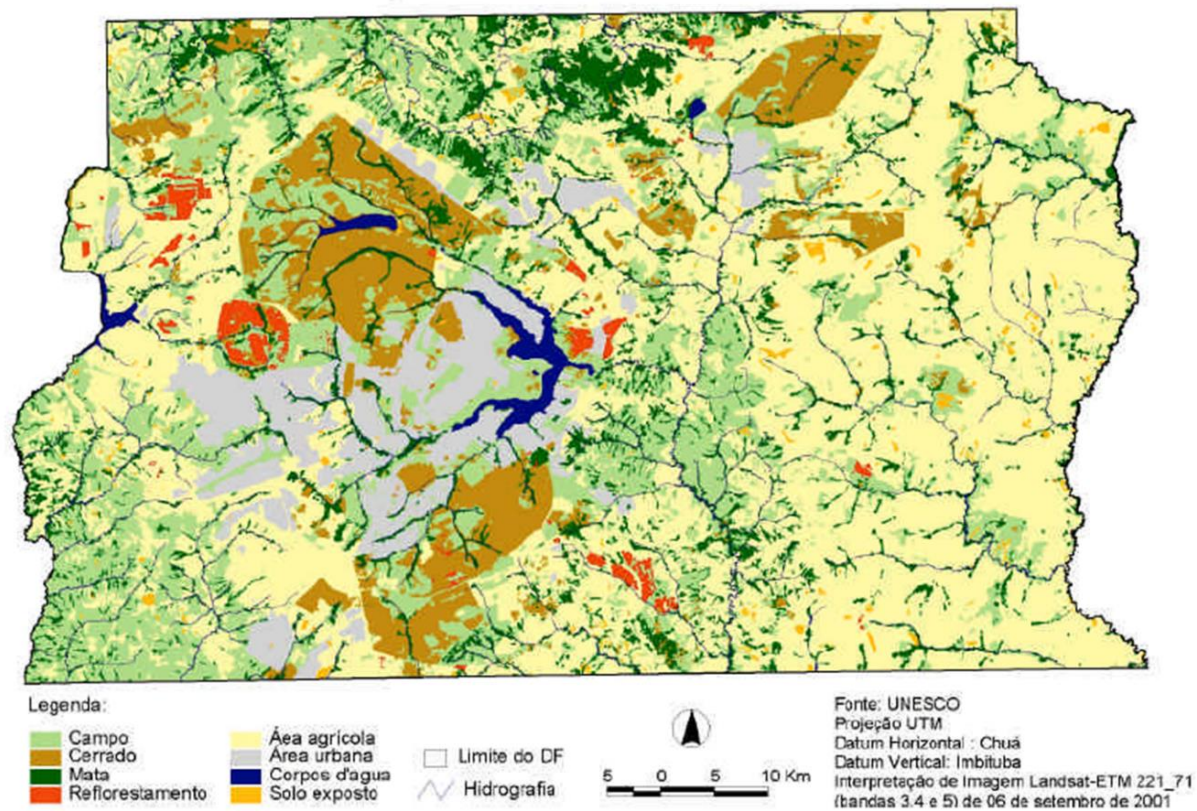 Legenda:
Campo
Cerrado
Mata
Reflorestamento
Áea agrícola
Área urbana
Corpos d'agua
Solo exposto
Limite do DF
Hidrografia
5 0 5 10 Km
Fonte: UNESCO
Projeção UTM
Datum Horizontal : Chuá
Datum Vertical: Imbituba
Interpretação de Imagem Landsat-ETM 221_71
(bandas 3.4 e 5) de 06 de setembro de 2001